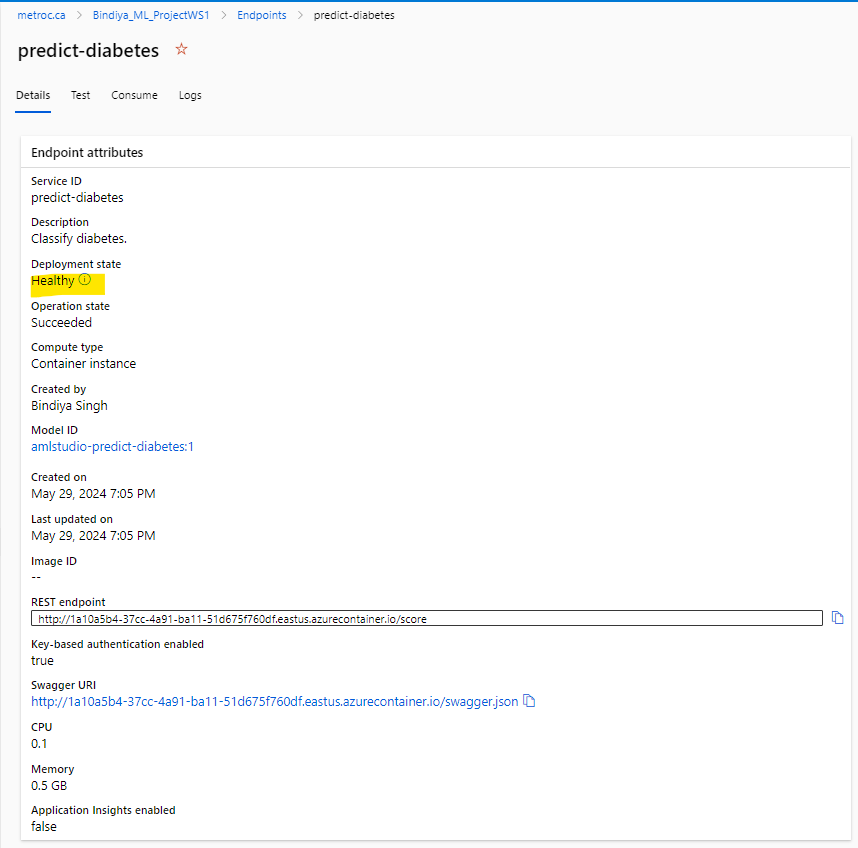 metroc.ca > Bindiya_ML_ProjectWS1 > Endpoints > predict-diabetes
predict-diabetes
Details Test Consume Logs
Endpoint attributes
Service ID
predict-diabetes
Description
Classify diabetes.
Deployment state
Healthy
Operation state
Succeeded
Compute type
Container instance
Created by
Bindiya Singh
Model ID
amlstudio-predict-diabetes:1
Created on
May 29, 2024 7:05 PM
Last updated on
May 29, 2024 7:05 PM
Image ID
--
REST endpoint
http://1a10a5b4-37cc-4a91-ba11-51d675f760df.eastus.azurecontainer.io/score
Key-based authentication enabled
true
Swagger URI
http://1a10a5b4-37cc-4a91-ba11-51d675f760df.eastus.azurecontainer.io/swagger.json
CPU
0.1
Memory
0.5 GB
Application Insights enabled
false